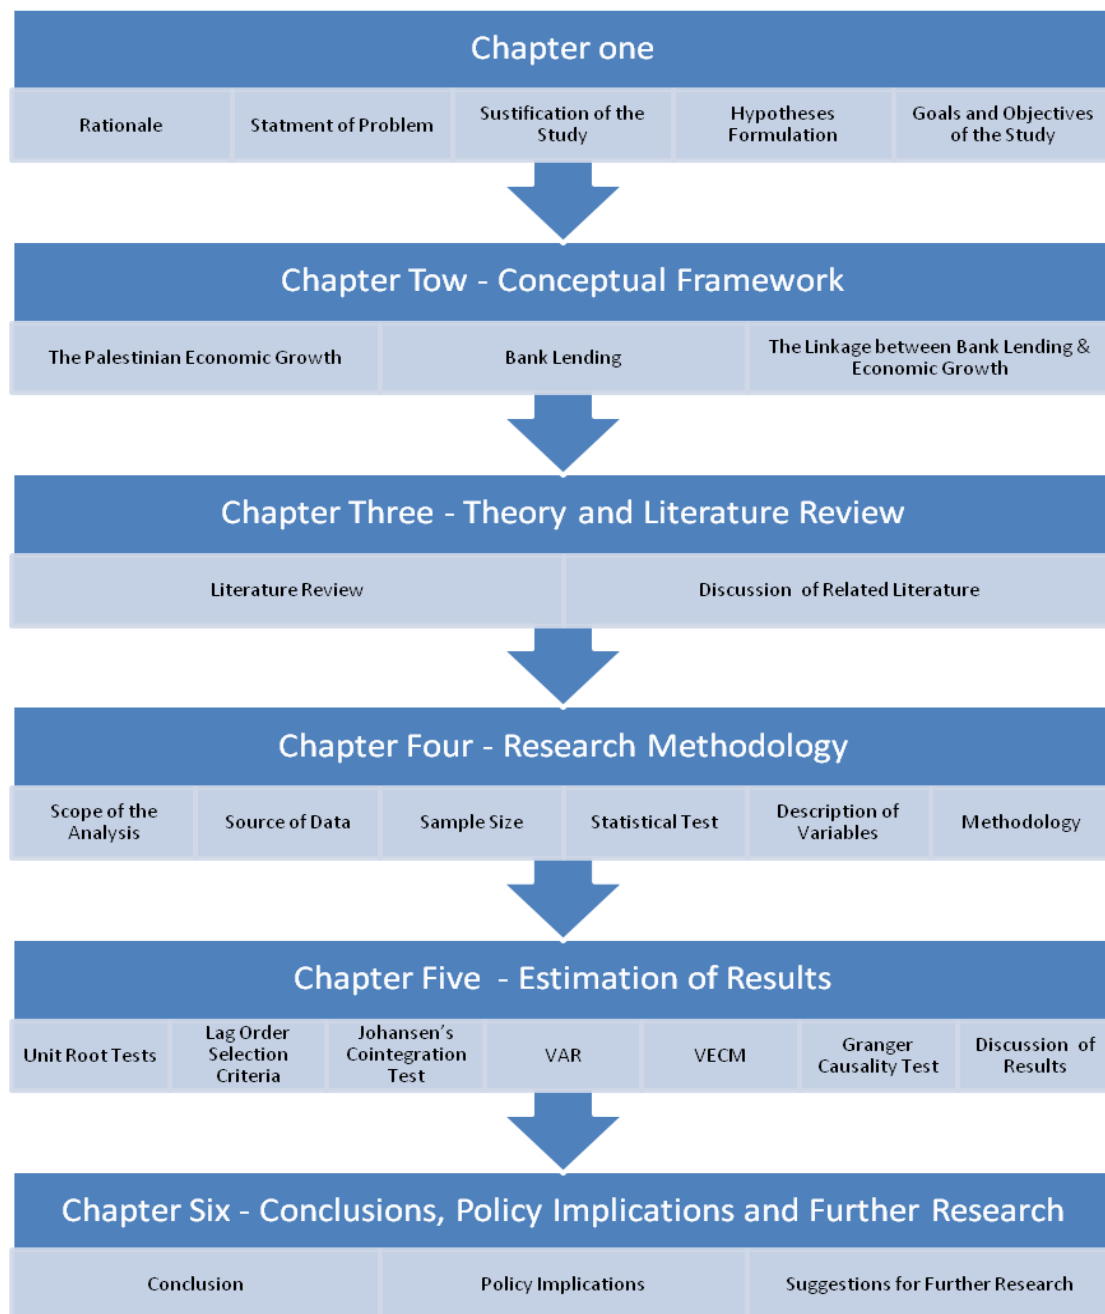 Chapter one
Rationale
Statment of Problem
Sustification of the
Study
Hypotheses
Formulation
Goals and Objectives
of the Study
Chapter Tow - Conceptual Framework
The Palestinian Economic Growth
Bank Lending
The Linkage between Bank Lending &
Economic Growth
Chapter Three - Theory and Literature Review
Literature Review
Discussion of Related Literature
Chapter Four - Research Methodology
Scope of the
Analysis
Source of Data
Sample Size
Statistical Test
Description of
Variables
Methodology
Chapter Five - Estimation of Results
Unit Root Tests
Lag Order
Selection
Criteria
Johansen's
Cointegration
Test
VAR
VECM
Granger
Causality Test
Discussion of
Results
Chapter Six - Conclusions, Policy Implications and Further Research
Conclusion
Policy Implications
Suggestions for Further Research